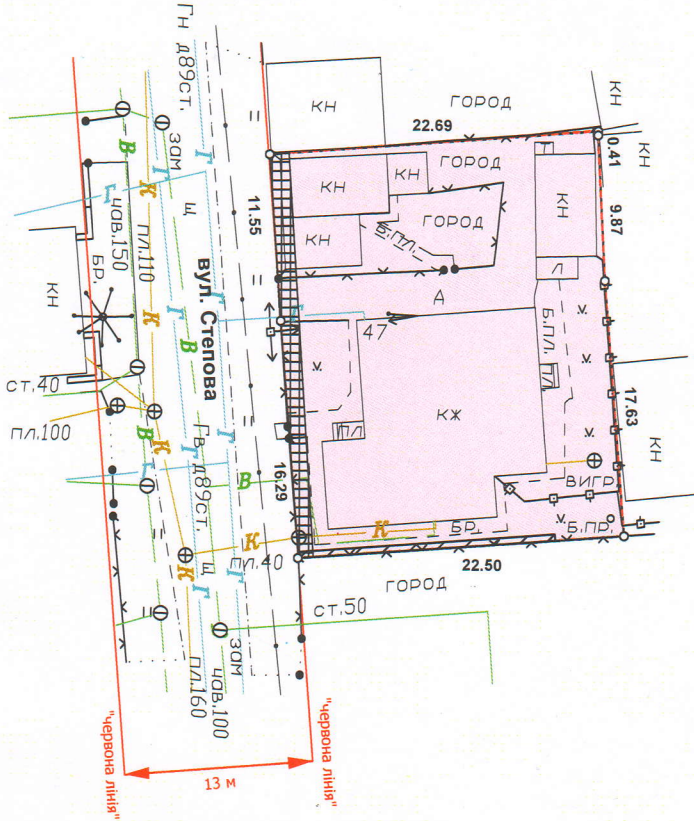 Гн д89ст.
КН
ГОРОД
22.69
КН
КН
0.41
9.87
зам
Г
В
К
Г
Г
Щ
чав.150
пл.110
11.55
КН
КН
ГОРОД
Т
КН
ГОРОД
КН
Б.ПЛ.
вул. Степова
БР.
КН
Л
А
47
Г
Г
К
В
Б.ПЛ.
ПЛ
17.63
ст.40
пл.100
КЖ
КН
ПЛ
К
В
Г
Г
Гв д89ст.
В
16.29
ВИГР.
Б.ПР.
БР.
К
К
пл.40
22.50
К
Щ
Г
Г
ГОРОД
ст.50
зам
чав.100
пл.160
"червона лінія"
13 м
"червона лінія"